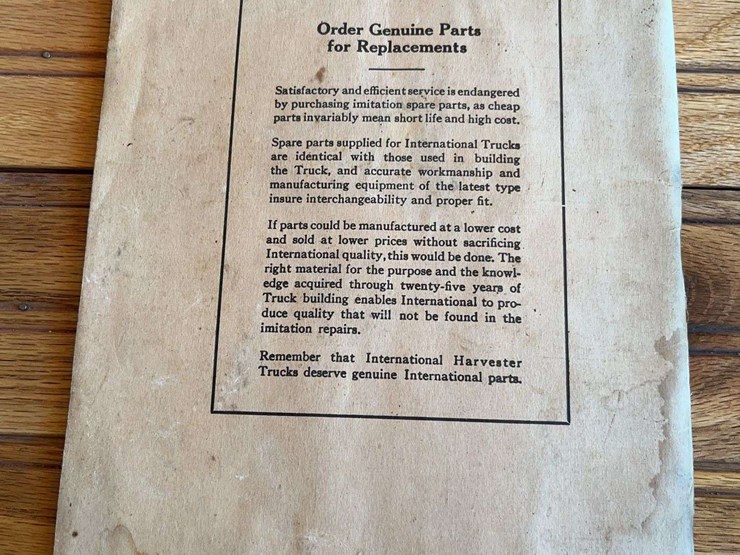 Order Genuine Parts
for Replacements
Satisfactory and efficient service is endangered
by purchasing imitation spare parts, as cheap
parts invariably mean short life and high cost.
Spare parts supplied for International Trucks
are identical with those used in building
the Truck, and accurate workmanship and
manufacturing equipment of the latest type
insure interchangeability and proper fit.
If parts could be manufactured at a lower cost
and sold at lower prices without sacrificing
International quality, this would be done. The
right material for the purpose and the knowl-
edge acquired through twenty-five years of
Truck building enables International to pro-
duce quality that will not be found in the
imitation repairs.
Remember that International Harvester
Trucks deserve genuine International parts.